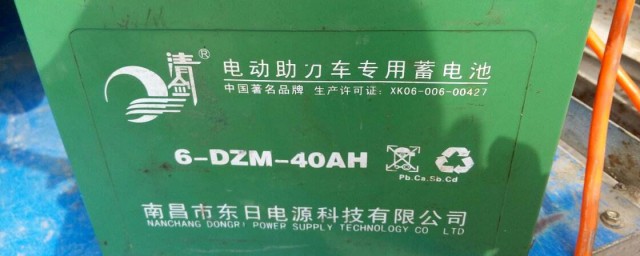 清剑®
电动助力车专用蓄电池
中国著名品牌 生产许可证：XK06-006-00427
6-DZM-40AH
Pb.Ca.Sb.Cd
南昌市东日电源科技有限公司
NANCHANG DONGRI POWER SUPPLY TECHNOLOGY CO LTD